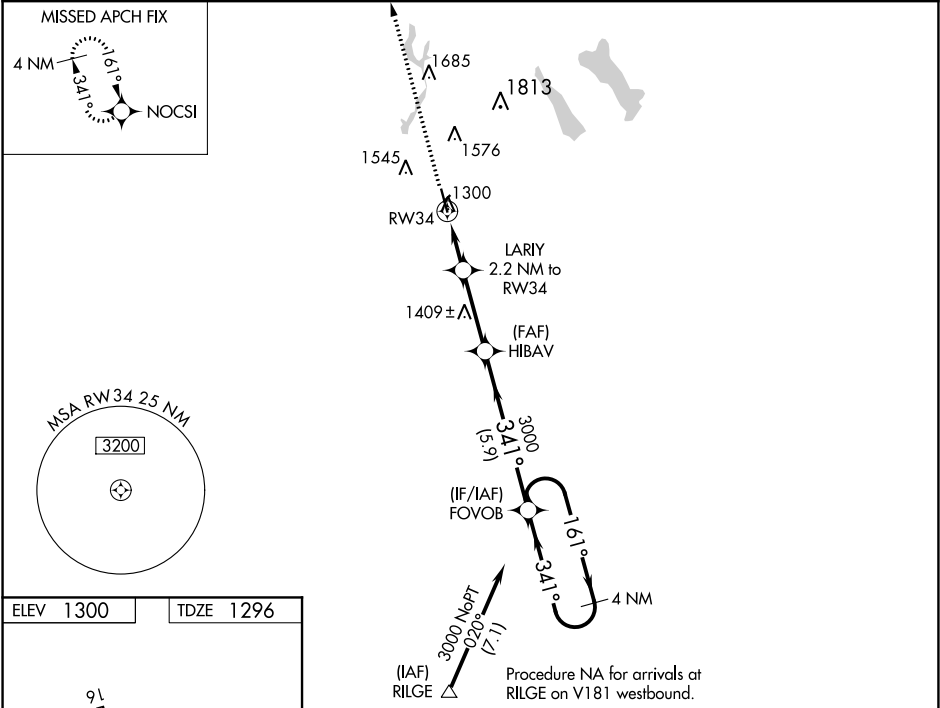 MISSED APCH FIX
4 NM
341°
161°
NOCSI
1685
1813
1576
1545
1300
RW34
LARIY
2.2 NM to
RW34
1409±
(FAF)
HIBAV
MSA RW34 25 NM
3200
3000
341°
(5.9)
(IF/IAF)
FOVOB
161°
341°
4 NM
3000 NoPT
020°
(7.1)
(IAF)
RILGE
Procedure NA for arrivals at
RILGE on V181 westbound.
ELEV 1300
TDZE 1296
16